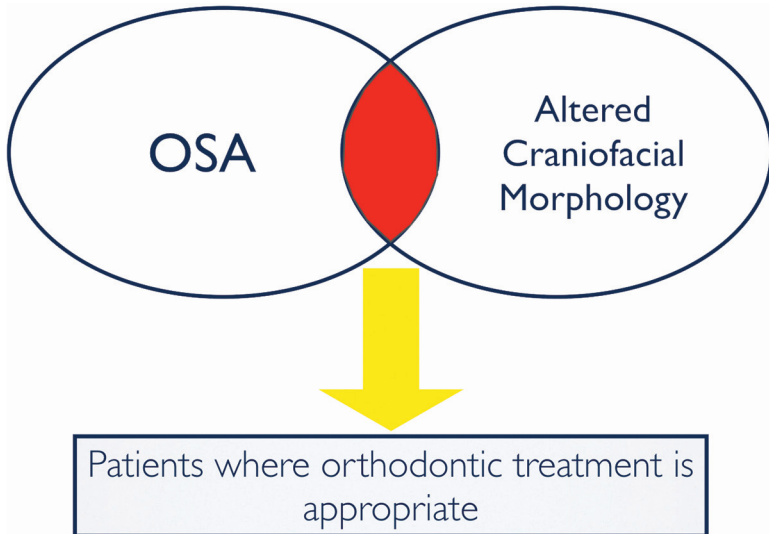 OSA
Altered
Craniofacial
Morphology
Patients where orthodontic treatment is
appropriate